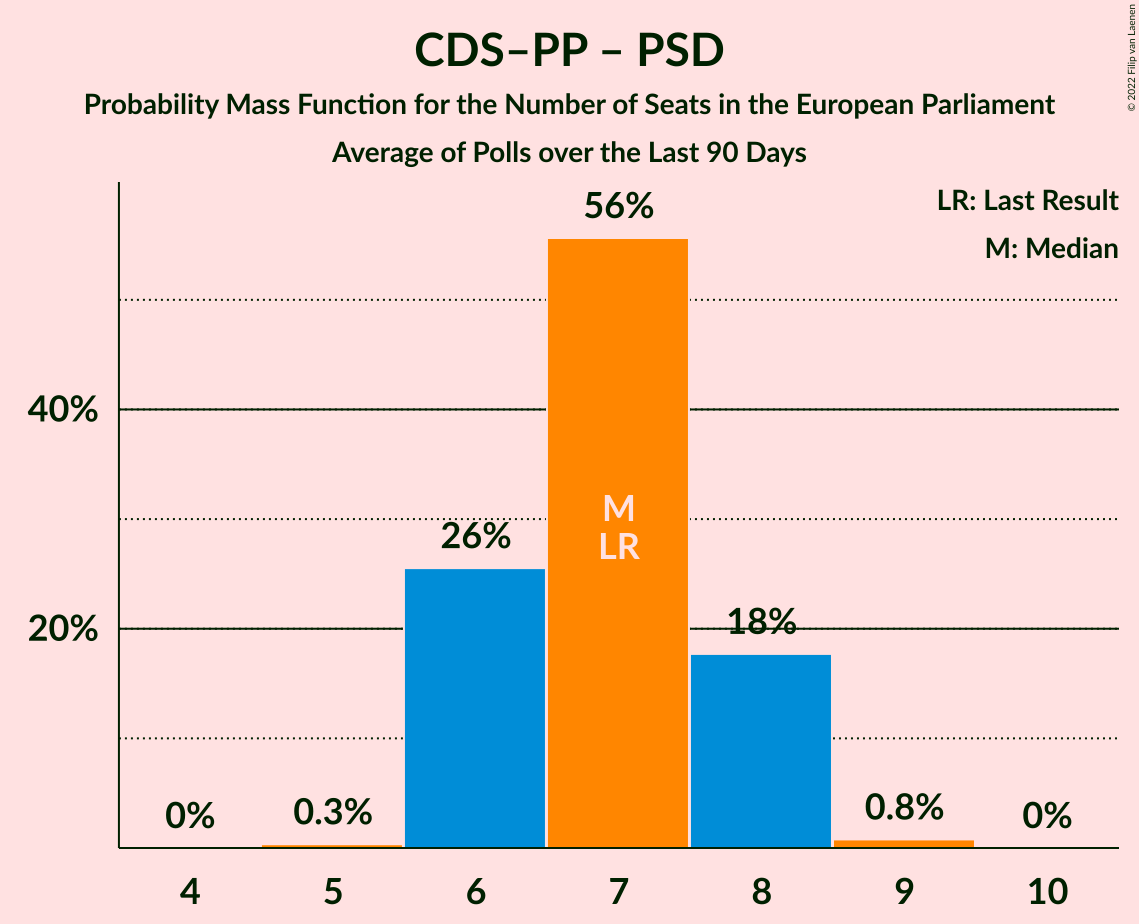 CDS–PP – PSD
Probability Mass Function for the Number of Seats in the European Parliament
Average of Polls over the Last 90 Days
© 2022 Filip van Laenen
LR: Last Result
M: Median
56%
40%
M
LR
26%
20%
18%
0%
0.3%
0.8%
0%
4 5 6 7 8 9 10